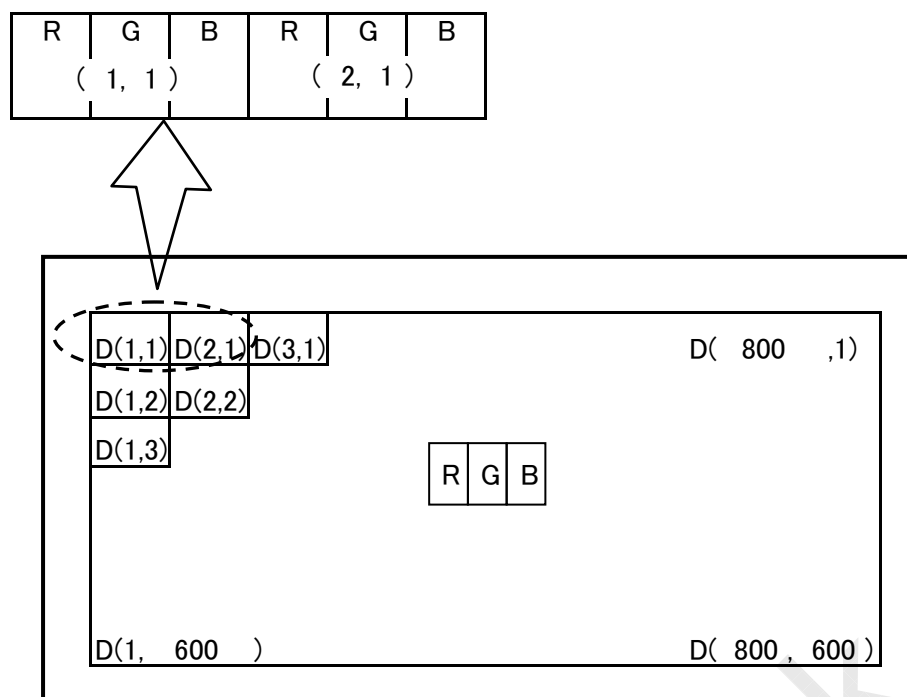 R G B R G B
( 1, 1 ) ( 2, 1 )
D(1,1) D(2,1) D(3,1) D( 800 ,1)
D(1,2) D(2,2)
D(1,3)
R G B
D(1, 600 ) D( 800 , 600 )